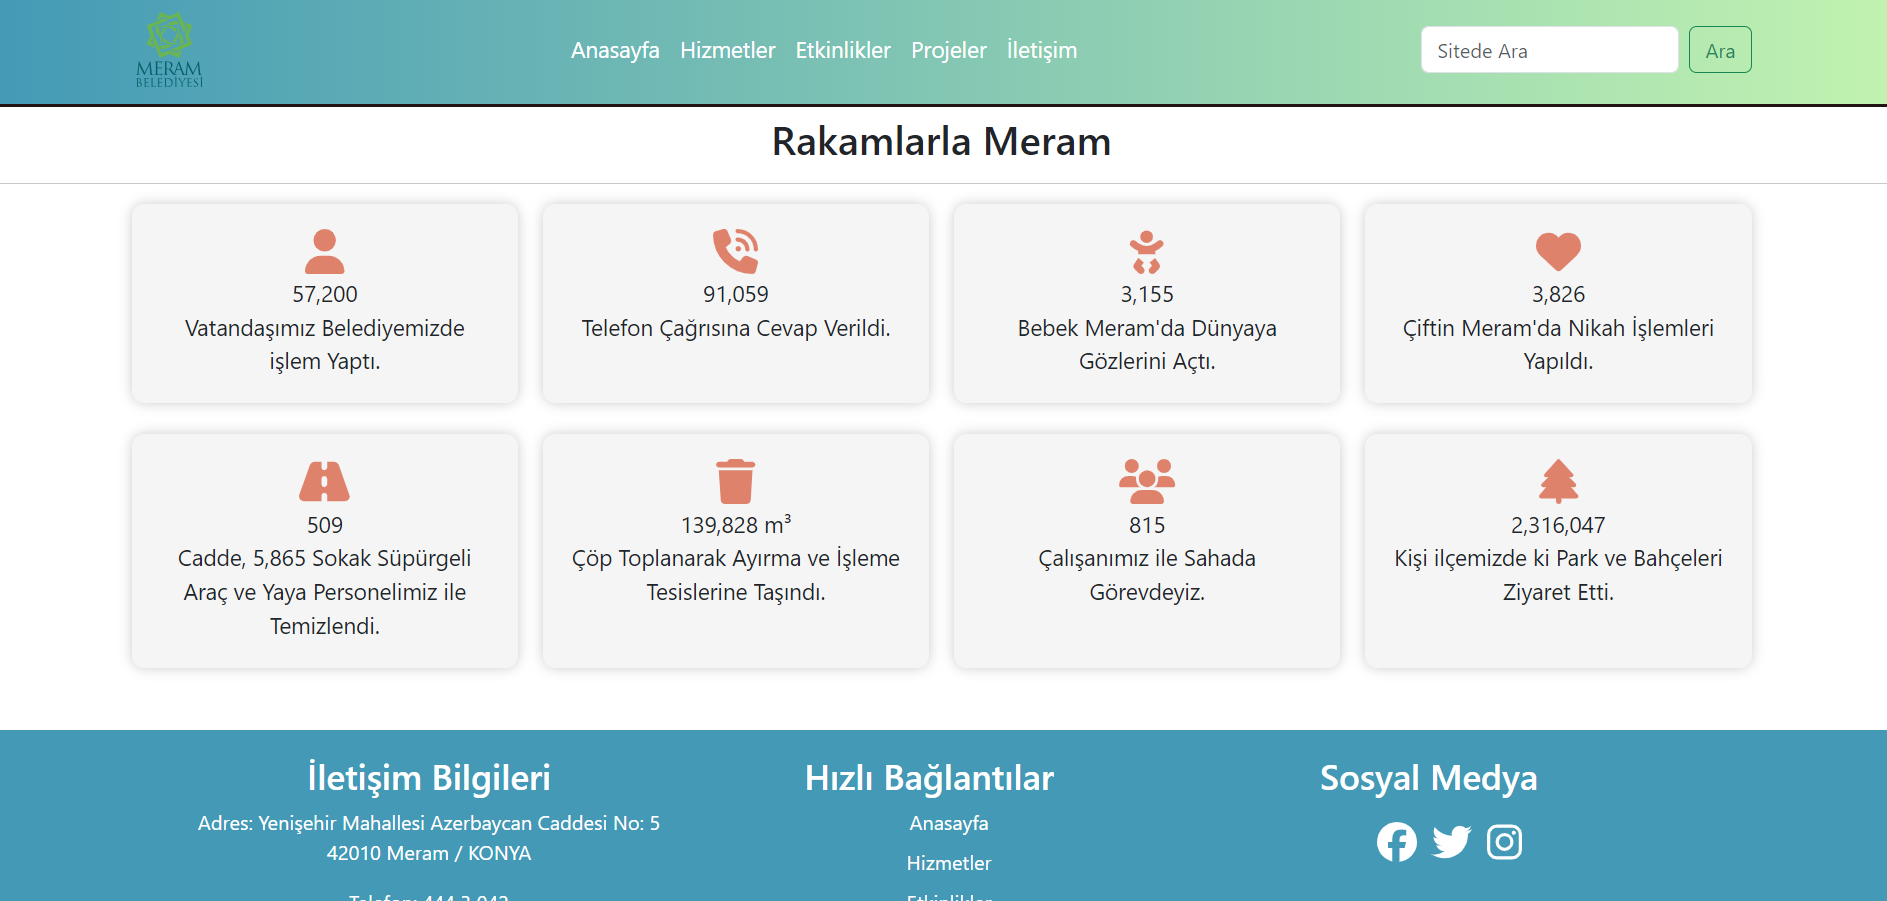 MERAM
BELEDİYESİ
Anasayfa Hizmetler Etkinlikler Projeler İletişim
Sitede Ara
Ara
Rakamlarla Meram
57,200
Vatandaşımız Belediyemizde
işlem Yaptı.
91,059
Telefon Çağrısına Cevap Verildi.
3,155
Bebek Meram'da Dünyaya
Gözlerini Açtı.
3,826
Çiftin Meram'da Nikah İşlemleri
Yapıldı.
509
Cadde, 5,865 Sokak Süpürgeli
Araç ve Yaya Personelimiz ile
Temizlendi.
139,828 m³
Çöp Toplanarak Ayırma ve İşleme
Tesislerine Taşındı.
815
Çalışanımız ile Sahada
Görevdeyiz.
2,316,047
Kişi ilçemizde ki Park ve Bahçeleri
Ziyaret Etti.
İletişim Bilgileri
Adres: Yenişehir Mahallesi Azerbaycan Caddesi No: 5
42010 Meram / KONYA
Telefon: 444 3 042
Hızlı Bağlantılar
Anasayfa
Hizmetler
Etkinlikler
Sosyal Medya